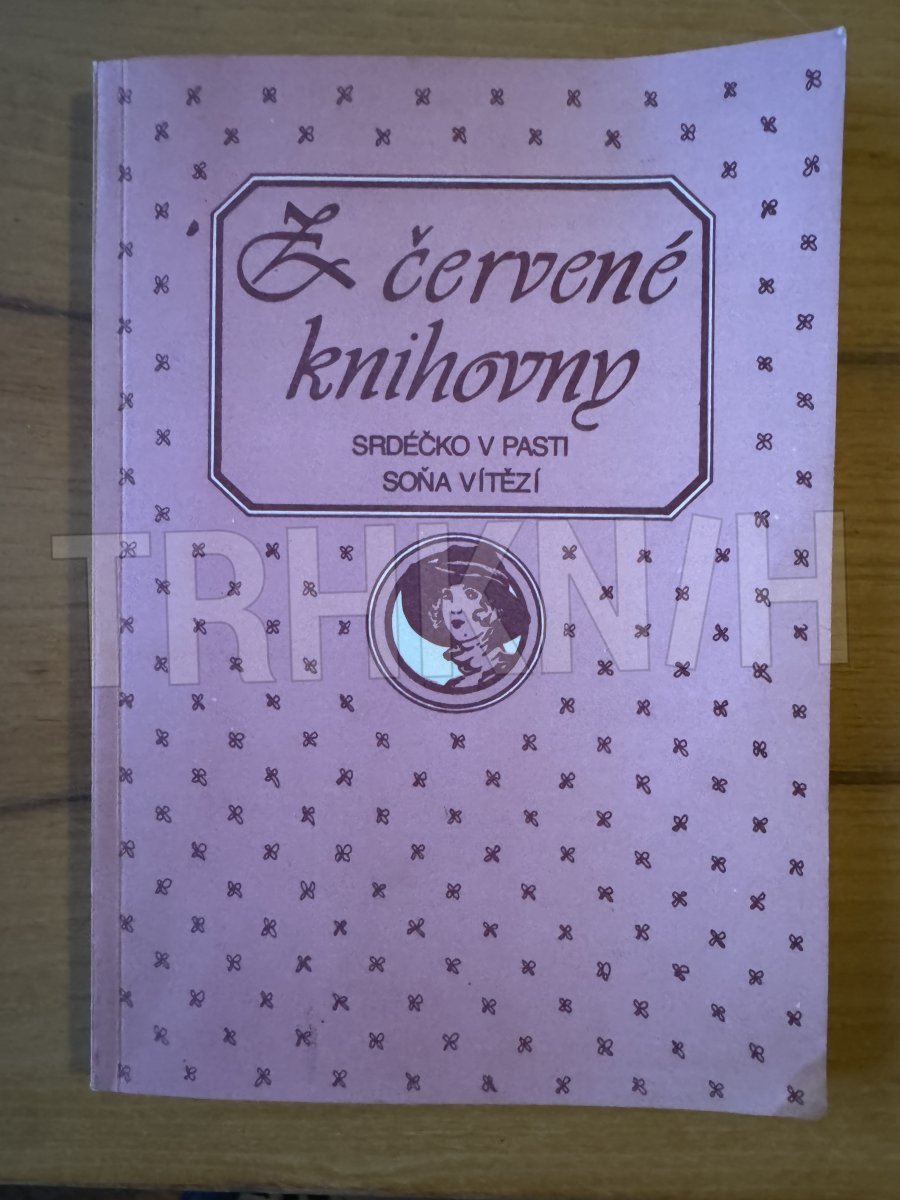 Z červené
knihovny
SRDÉČKO V PASTI
SOŇA VÍTĚZÍ
TRHKNIH